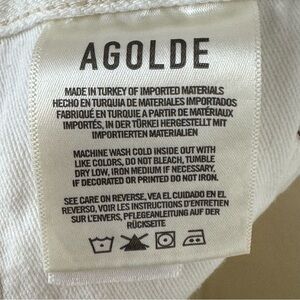 AGOLDE
MADE IN TURKEY OF IMPORTED MATERIALS
HECHO EN TURQUIA DE MATERIALES IMPORTADOS
FABRIQUÉ EN TURQUIE A PARTIR DE MATÉRIAUX
IMPORTÉS, IN DER TÜRKEI HERGESTELLT MIT
IMPORTIERTEN MATERIALIEN
MACHINE WASH COLD INSIDE OUT WITH
LIKE COLORS, DO NOT BLEACH, TUMBLE
DRY LOW, IRON MEDIUM IF NECESSARY,
IF DECORATED OR PRINTED DO NOT IRON.
SEE CARE ON REVERSE, VEA EL CUIDADO EN EL
REVERSO, VOIR LES INSTRUCTIONS D'ENTRETIEN
SUR L'ENVERS, PFLEGEANLEITUNG AUF DER
RÜCKSEITE